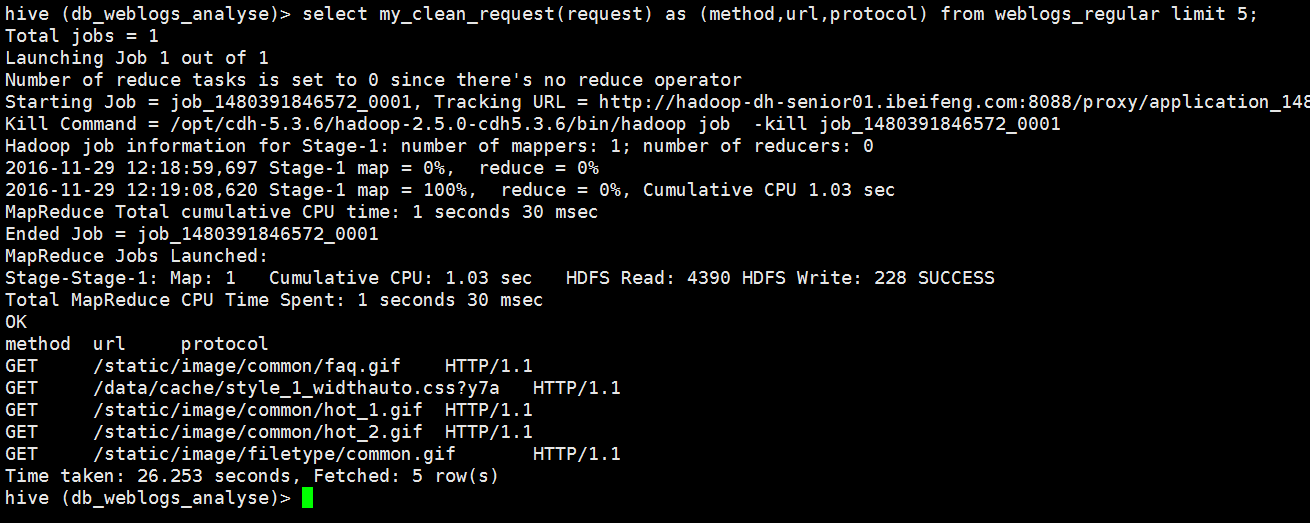 hive (db_weblogs_analyse)> select my_clean_request(request) as (method,url,protocol) from weblogs_regular limit 5;
Total jobs = 1
Launching Job 1 out of 1
Number of reduce tasks is set to 0 since there's no reduce operator
Starting Job = job_1480391846572_0001, Tracking URL = http://hadoop-dh-senior01.ibeifeng.com:8088/proxy/application_148
Kill Command = /opt/cdh-5.3.6/hadoop-2.5.0-cdh5.3.6/bin/hadoop job  -kill job_1480391846572_0001
Hadoop job information for Stage-1: number of mappers: 1; number of reducers: 0
2016-11-29 12:18:59,697 Stage-1 map = 0%,  reduce = 0%
2016-11-29 12:19:08,620 Stage-1 map = 100%,  reduce = 0%, Cumulative CPU 1.03 sec
MapReduce Total cumulative CPU time: 1 seconds 30 msec
Ended Job = job_1480391846572_0001
MapReduce Jobs Launched:
Stage-Stage-1: Map: 1   Cumulative CPU: 1.03 sec   HDFS Read: 4390 HDFS Write: 228 SUCCESS
Total MapReduce CPU Time Spent: 1 seconds 30 msec
OK
method  url     protocol
GET     /static/image/common/faq.gif    HTTP/1.1
GET     /data/cache/style_1_widthauto.css?y7a   HTTP/1.1
GET     /static/image/common/hot_1.gif  HTTP/1.1
GET     /static/image/common/hot_2.gif  HTTP/1.1
GET     /static/image/filetype/common.gif       HTTP/1.1
Time taken: 26.253 seconds, Fetched: 5 row(s)
hive (db_weblogs_analyse)>